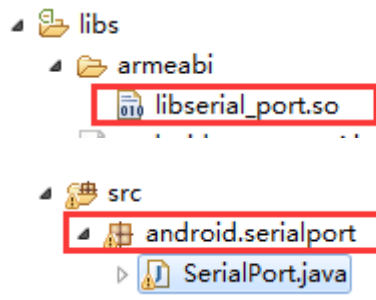 libs
armeabi
libserial_port.so
src
android.serialport
SerialPort.java